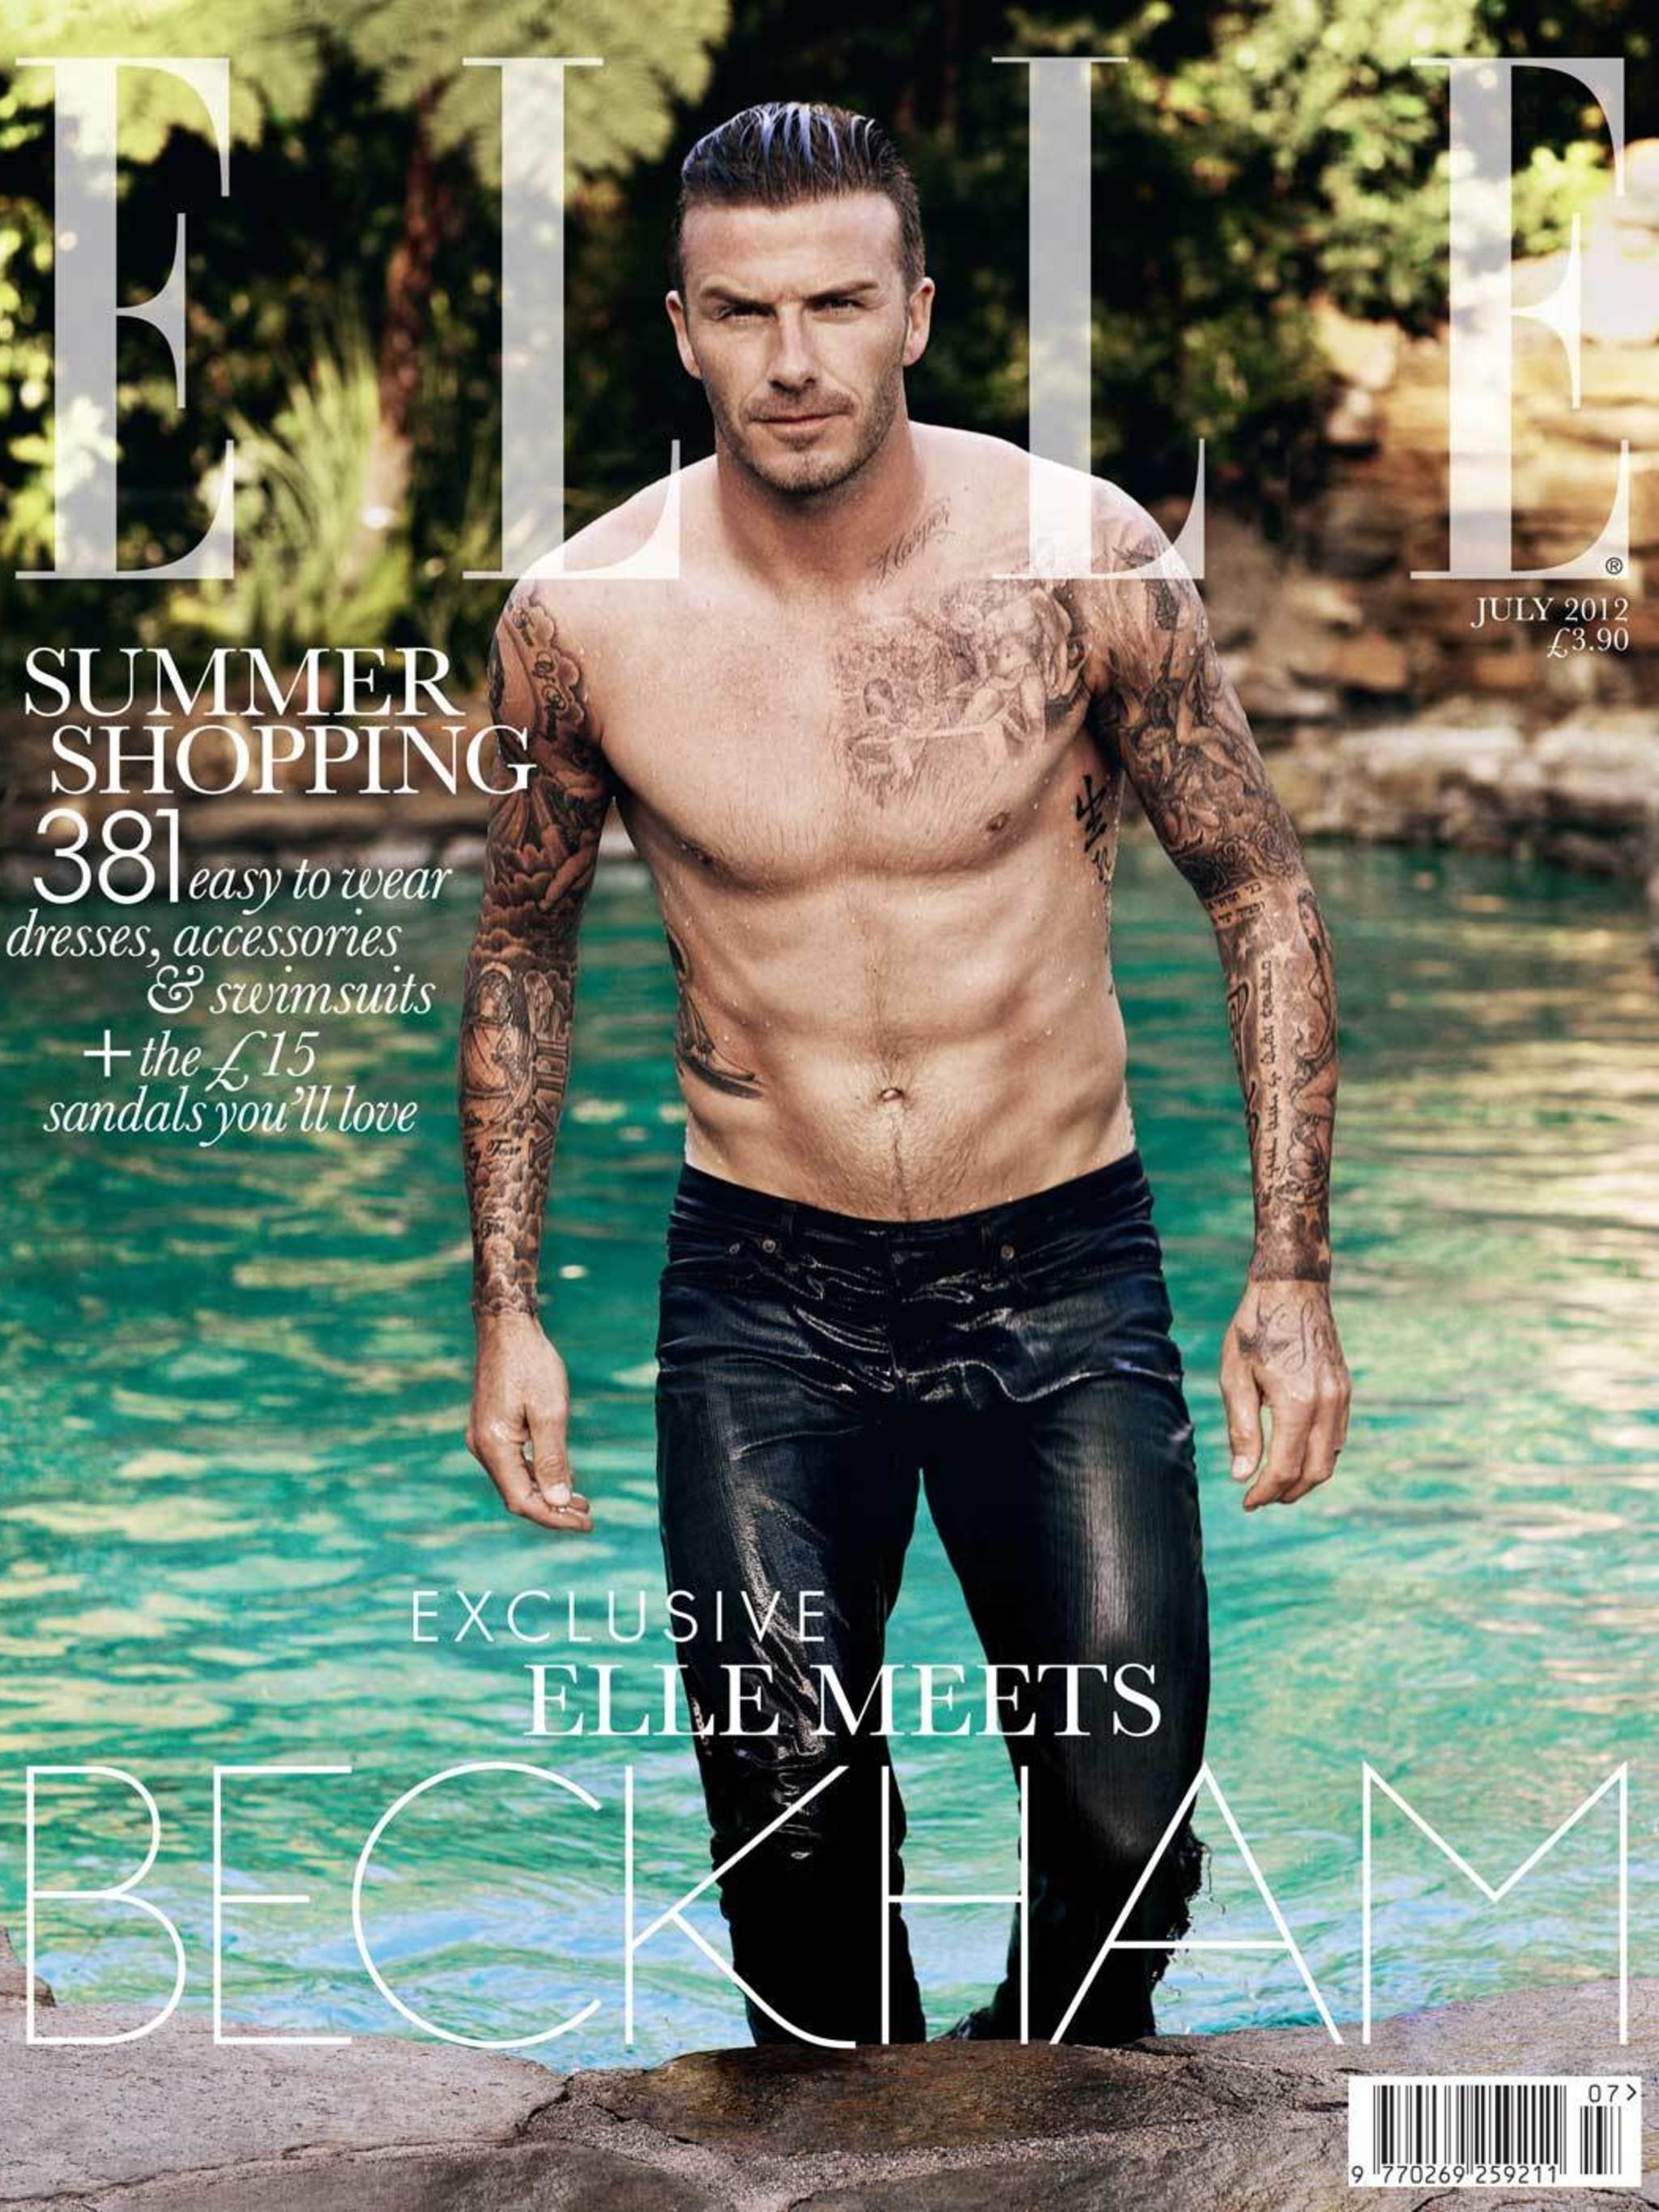 ELLE
®
JULY 2012
£3.90
SUMMER
SHOPPING
381 easy to wear
dresses, accessories
& swimsuits
+ the £15
sandals you'll love
Harper
EXCLUSIVE
ELLE MEETS
BECKHAM
07>
9 770269 259211